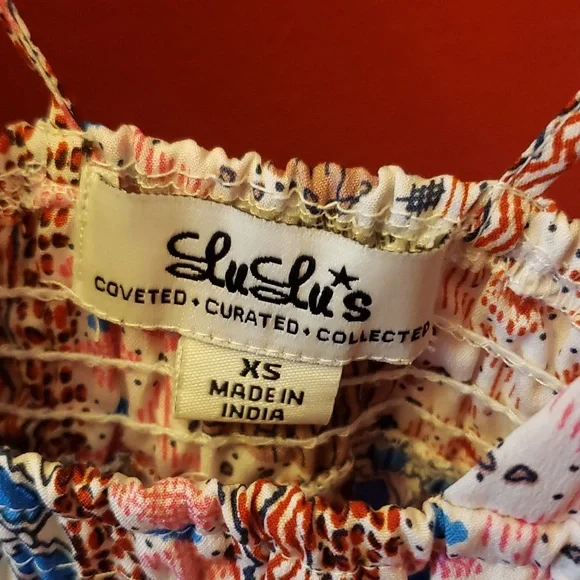 LuLu*s
COVETED • CURATED • COLLECTED
XS
MADE IN
INDIA